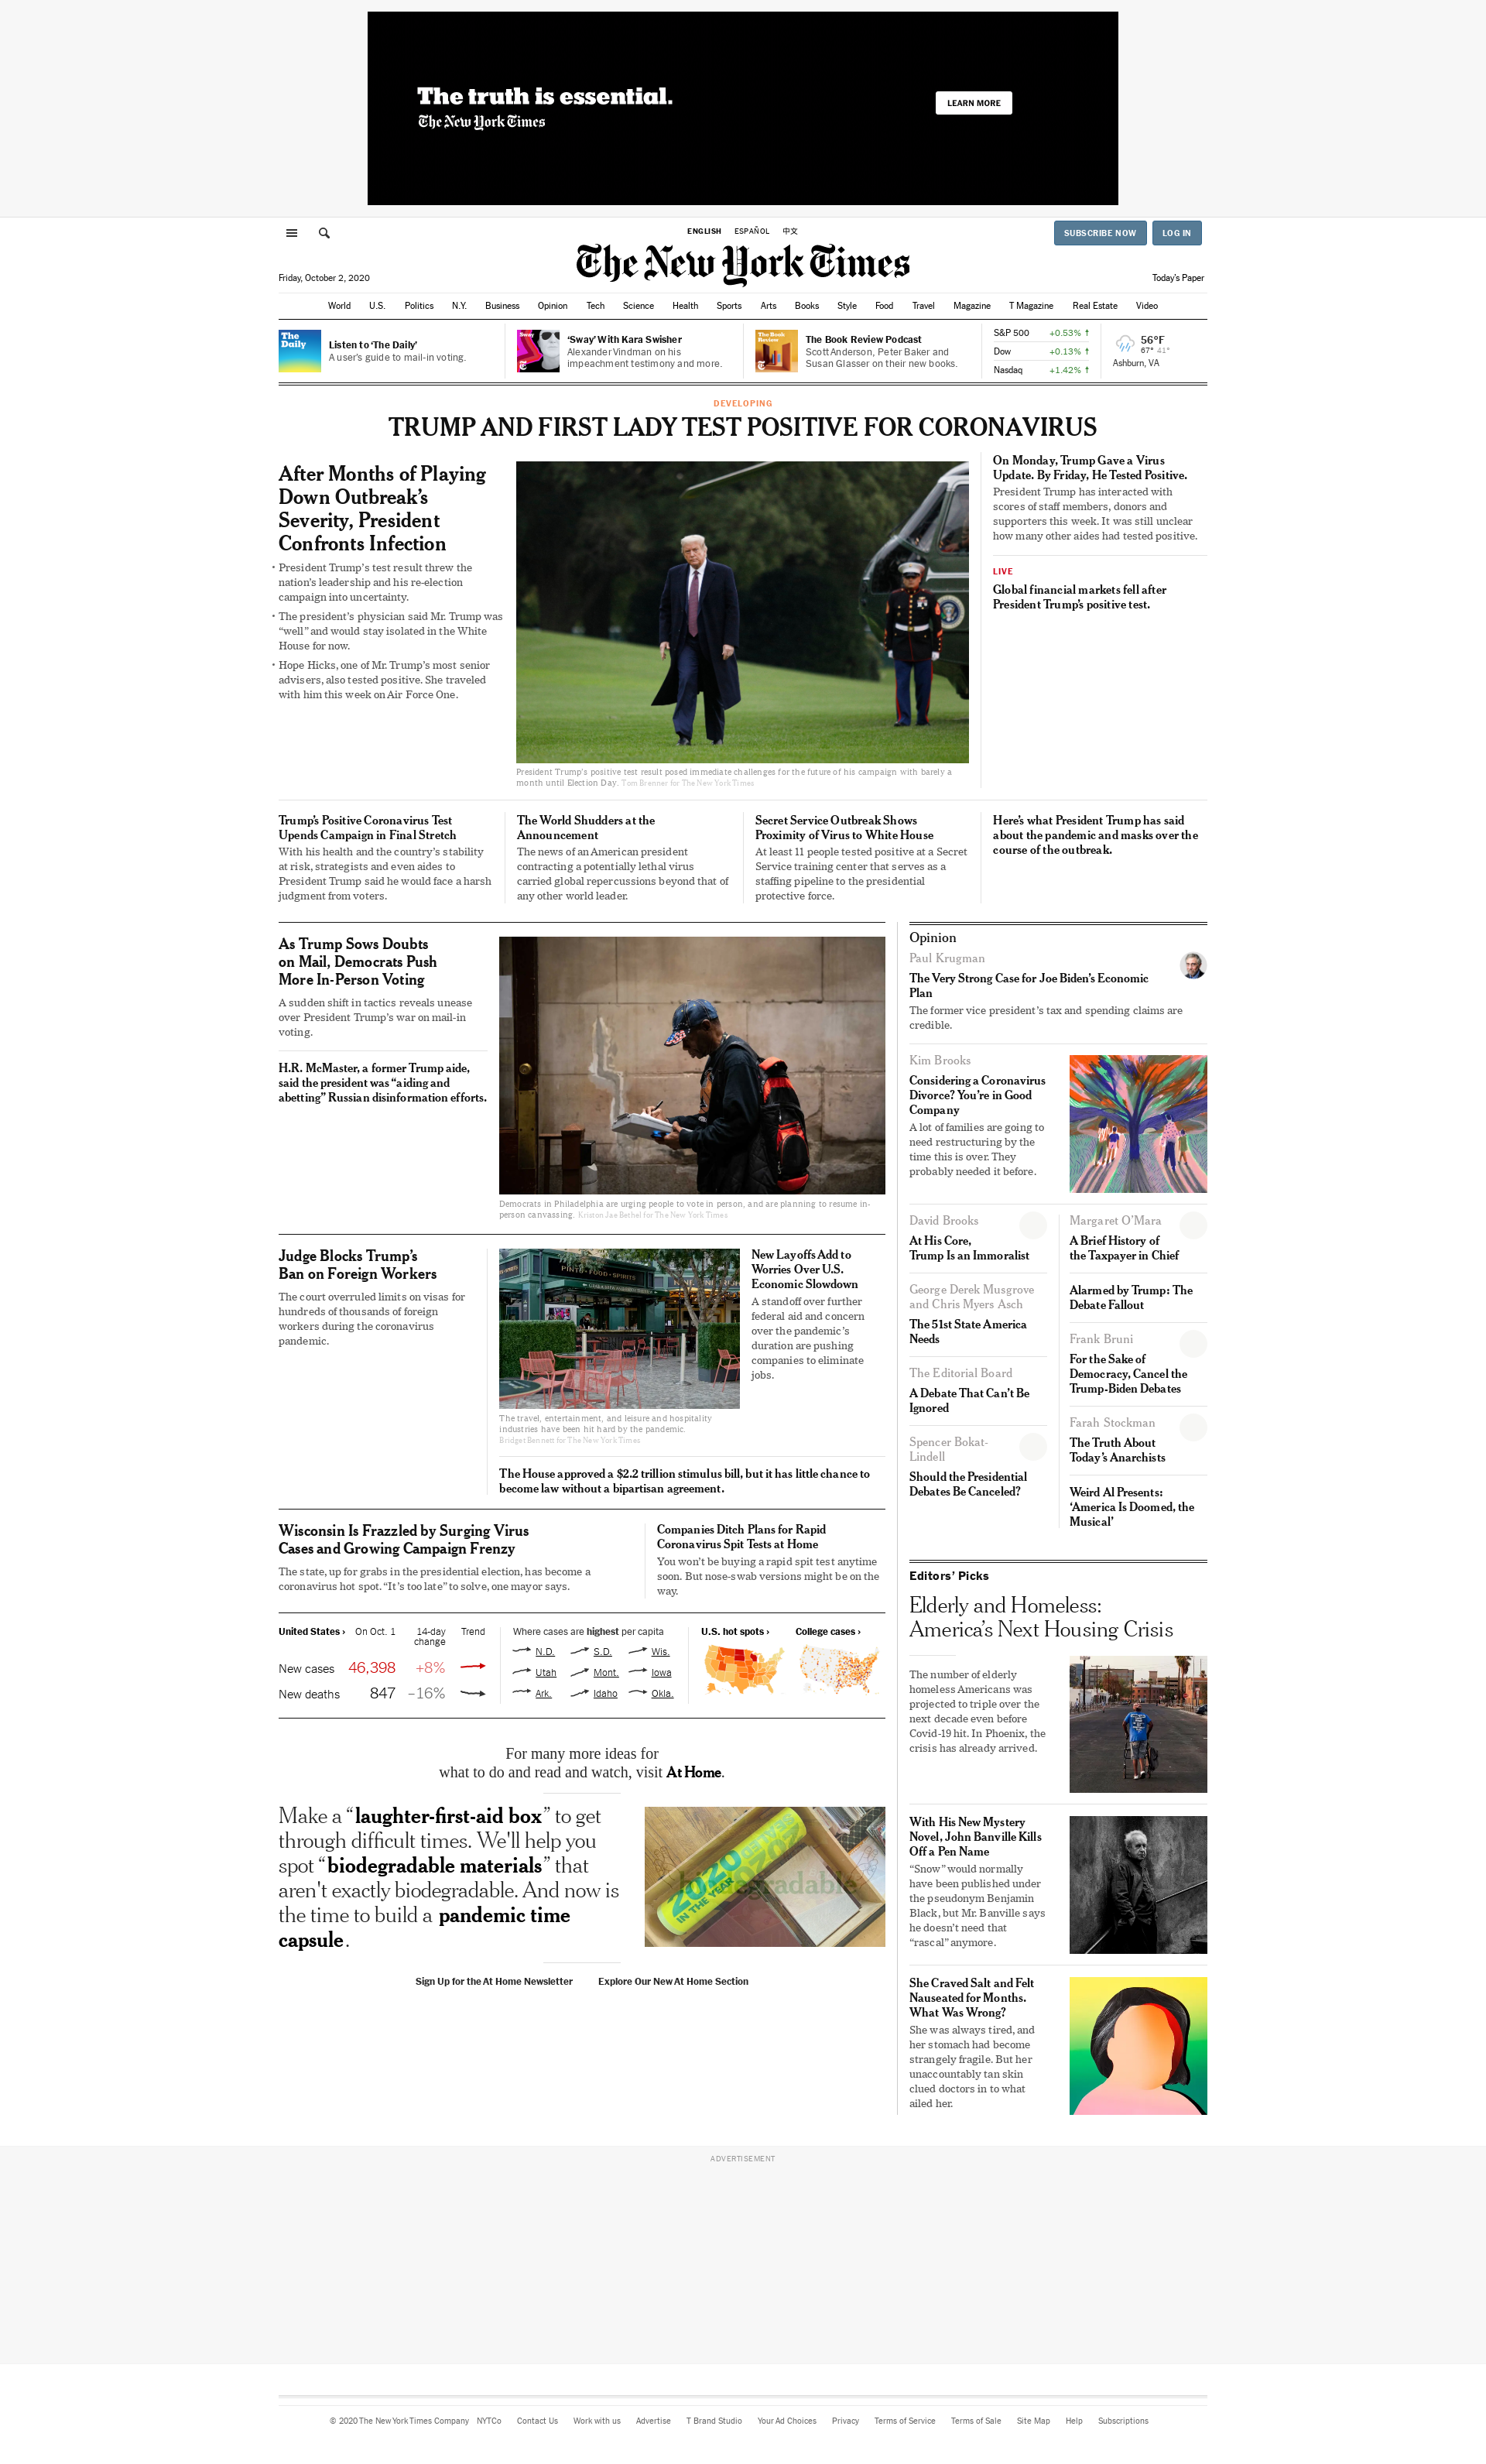 The truth is essential.
The New York Times
LEARN MORE
ENGLISH ESPAÑOL 中文
SUBSCRIBE NOW LOG IN
The New York Times
Friday, October 2, 2020
Today's Paper
World U.S. Politics N.Y. Business Opinion Tech Science Health Sports Arts Books Style Food Travel Magazine T Magazine Real Estate Video
The Daily
Listen to ‘The Daily’
A user's guide to mail-in voting.
Sway
‘Sway’ With Kara Swisher
Alexander Vindman on his
impeachment testimony and more.
The Book Review
The Book Review Podcast
Scott Anderson, Peter Baker and
Susan Glasser on their new books.
S&P 500 +0.53% ↑
Dow +0.13% ↑
Nasdaq +1.42% ↑
56°F
67° 41°
Ashburn, VA
DEVELOPING
TRUMP AND FIRST LADY TEST POSITIVE FOR CORONAVIRUS
After Months of Playing
Down Outbreak’s
Severity, President
Confronts Infection
• President Trump’s test result threw the
nation’s leadership and his re-election
campaign into uncertainty.
• The president’s physician said Mr. Trump was
“well” and would stay isolated in the White
House for now.
• Hope Hicks, one of Mr. Trump’s most senior
advisers, also tested positive. She traveled
with him this week on Air Force One.
President Trump's positive test result posed immediate challenges for the future of his campaign with barely a
month until Election Day. Tom Brenner for The New York Times
On Monday, Trump Gave a Virus
Update. By Friday, He Tested Positive.
President Trump has interacted with
scores of staff members, donors and
supporters this week. It was still unclear
how many other aides had tested positive.
LIVE
Global financial markets fell after
President Trump’s positive test.
Trump’s Positive Coronavirus Test
Upends Campaign in Final Stretch
With his health and the country’s stability
at risk, strategists and even aides to
President Trump said he would face a harsh
judgment from voters.
The World Shudders at the
Announcement
The news of an American president
contracting a potentially lethal virus
carried global repercussions beyond that of
any other world leader.
Secret Service Outbreak Shows
Proximity of Virus to White House
At least 11 people tested positive at a Secret
Service training center that serves as a
staffing pipeline to the presidential
protective force.
Here’s what President Trump has said
about the pandemic and masks over the
course of the outbreak.
As Trump Sows Doubts
on Mail, Democrats Push
More In-Person Voting
A sudden shift in tactics reveals unease
over President Trump’s war on mail-in
voting.
H.R. McMaster, a former Trump aide,
said the president was “aiding and
abetting” Russian disinformation efforts.
Democrats in Philadelphia are urging people to vote in person, and are planning to resume in-
person canvassing. Kriston Jae Bethel for The New York Times
Judge Blocks Trump’s
Ban on Foreign Workers
The court overruled limits on visas for
hundreds of thousands of foreign
workers during the coronavirus
pandemic.
PINTS · FOOD · SPIRITS
The travel, entertainment, and leisure and hospitality
industries have been hit hard by the pandemic.
Bridget Bennett for The New York Times
New Layoffs Add to
Worries Over U.S.
Economic Slowdown
A standoff over further
federal aid and concern
over the pandemic’s
duration are pushing
companies to eliminate
jobs.
The House approved a $2.2 trillion stimulus bill, but it has little chance to
become law without a bipartisan agreement.
Wisconsin Is Frazzled by Surging Virus
Cases and Growing Campaign Frenzy
The state, up for grabs in the presidential election, has become a
coronavirus hot spot. “It’s too late” to solve, one mayor says.
Companies Ditch Plans for Rapid
Coronavirus Spit Tests at Home
You won’t be buying a rapid spit test anytime
soon. But nose-swab versions might be on the
way.
United States › On Oct. 1 14-day change Trend
New cases 46,398 +8%
New deaths 847 –16%
Where cases are highest per capita
N.D. S.D. Wis.
Utah Mont. Iowa
Ark. Idaho Okla.
U.S. hot spots › College cases ›
For many more ideas for
what to do and read and watch, visit At Home.
Make a “laughter-first-aid box” to get
through difficult times. We'll help you
spot “biodegradable materials” that
aren't exactly biodegradable. And now is
the time to build a pandemic time
capsule.
biodegradable
2020
IN THE YEAR
Sign Up for the At Home Newsletter Explore Our New At Home Section
Opinion
Paul Krugman
The Very Strong Case for Joe Biden’s Economic
Plan
The former vice president’s tax and spending claims are
credible.
Kim Brooks
Considering a Coronavirus
Divorce? You’re in Good
Company
A lot of families are going to
need restructuring by the
time this is over. They
probably needed it before.
David Brooks
At His Core,
Trump Is an Immoralist
George Derek Musgrove
and Chris Myers Asch
The 51st State America
Needs
The Editorial Board
A Debate That Can’t Be
Ignored
Spencer Bokat-
Lindell
Should the Presidential
Debates Be Canceled?
Margaret O’Mara
A Brief History of
the Taxpayer in Chief
Alarmed by Trump: The
Debate Fallout
Frank Bruni
For the Sake of
Democracy, Cancel the
Trump-Biden Debates
Farah Stockman
The Truth About
Today’s Anarchists
Weird Al Presents:
‘America Is Doomed, the
Musical’
Editors’ Picks
Elderly and Homeless:
America’s Next Housing Crisis
The number of elderly
homeless Americans was
projected to triple over the
next decade even before
Covid-19 hit. In Phoenix, the
crisis has already arrived.
With His New Mystery
Novel, John Banville Kills
Off a Pen Name
“Snow” would normally
have been published under
the pseudonym Benjamin
Black, but Mr. Banville says
he doesn’t need that
“rascal” anymore.
She Craved Salt and Felt
Nauseated for Months.
What Was Wrong?
She was always tired, and
her stomach had become
strangely fragile. But her
unaccountably tan skin
clued doctors in to what
ailed her.
ADVERTISEMENT
© 2020 The New York Times Company NYTCo Contact Us Work with us Advertise T Brand Studio Your Ad Choices Privacy Terms of Service Terms of Sale Site Map Help Subscriptions